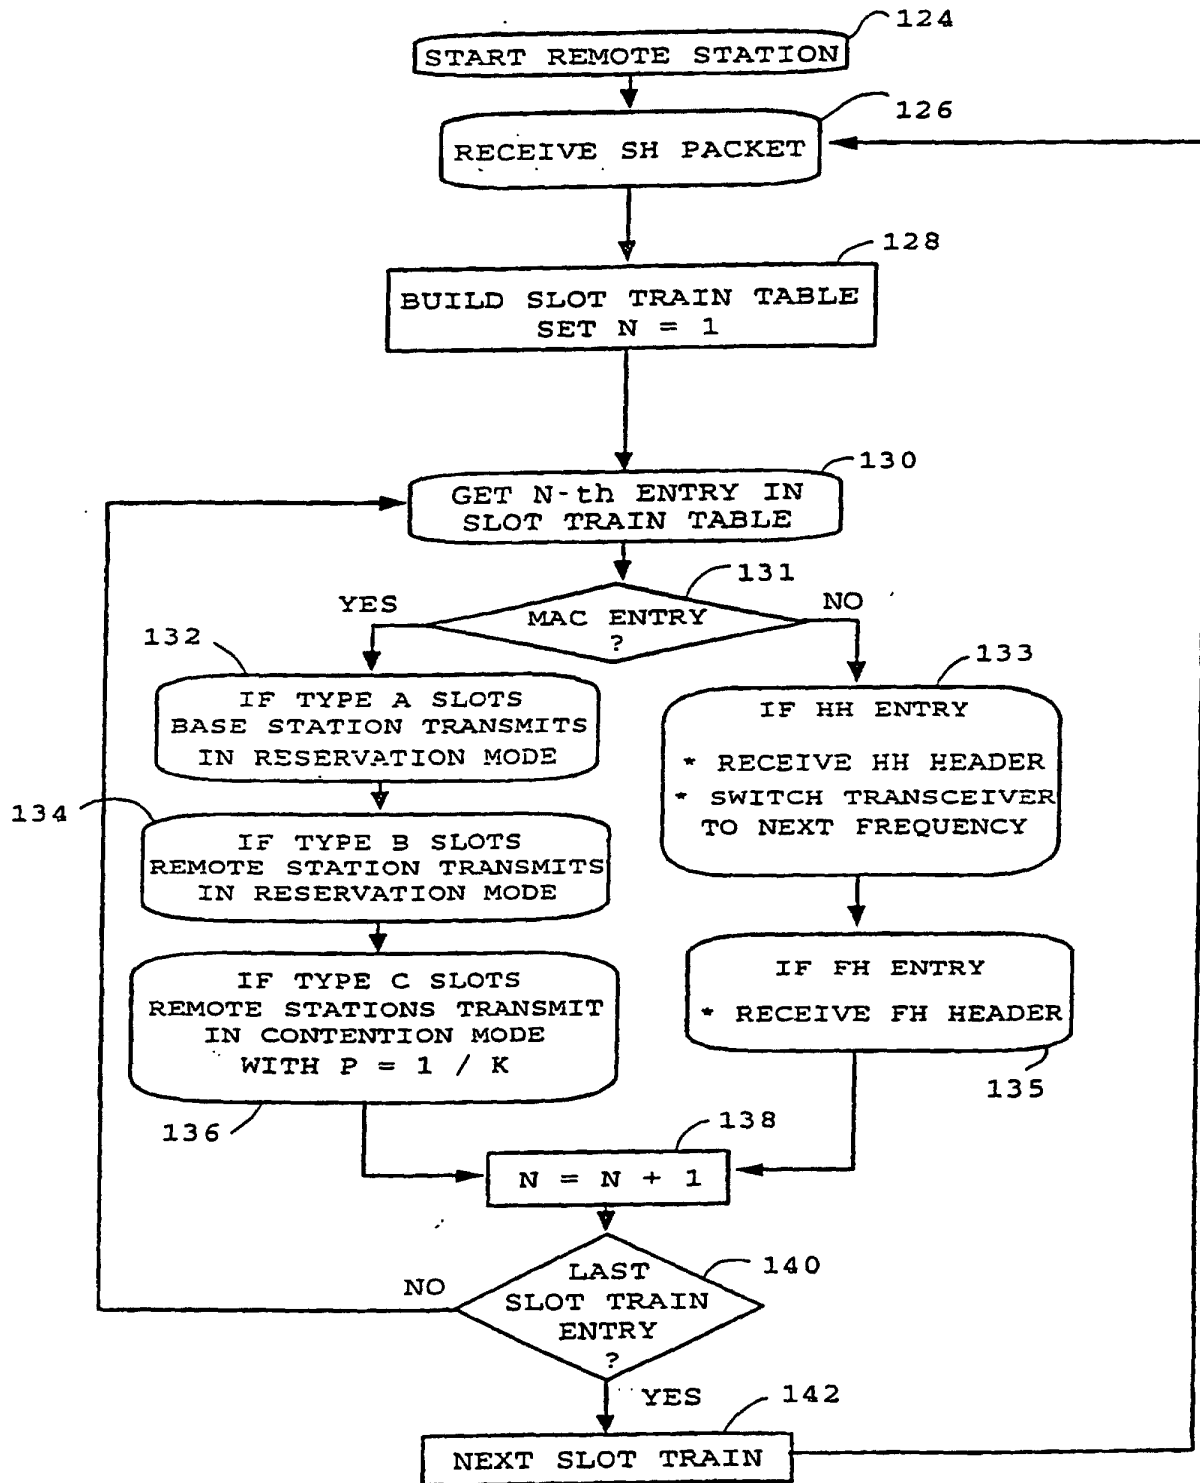 124
START REMOTE STATION
126
RECEIVE SH PACKET
128
BUILD SLOT TRAIN TABLE
SET N = 1
130
GET N-th ENTRY IN
SLOT TRAIN TABLE
131
YES
MAC ENTRY
?
NO
132
IF TYPE A SLOTS
BASE STATION TRANSMITS
IN RESERVATION MODE
133
IF HH ENTRY
* RECEIVE HH HEADER
* SWITCH TRANSCEIVER
TO NEXT FREQUENCY
134
IF TYPE B SLOTS
REMOTE STATION TRANSMITS
IN RESERVATION MODE
IF TYPE C SLOTS
REMOTE STATIONS TRANSMIT
IN CONTENTION MODE
WITH P = 1 / K
136
IF FH ENTRY
* RECEIVE FH HEADER
135
138
N = N + 1
140
NO
LAST
SLOT TRAIN
ENTRY
?
YES
142
NEXT SLOT TRAIN